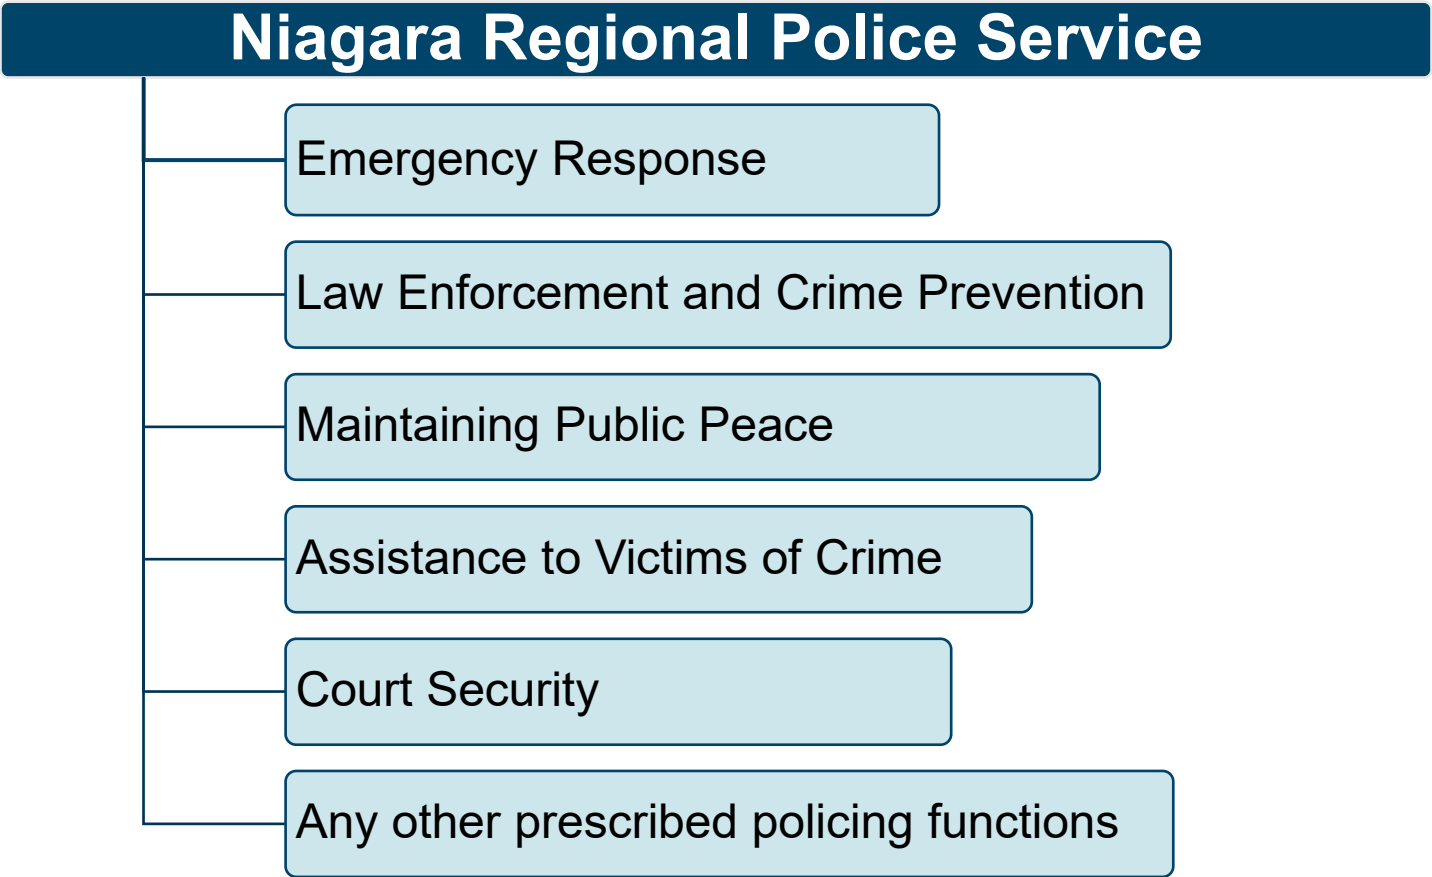 Niagara Regional Police Service
Emergency Response
Law Enforcement and Crime Prevention
Maintaining Public Peace
Assistance to Victims of Crime
Court Security
Any other prescribed policing functions